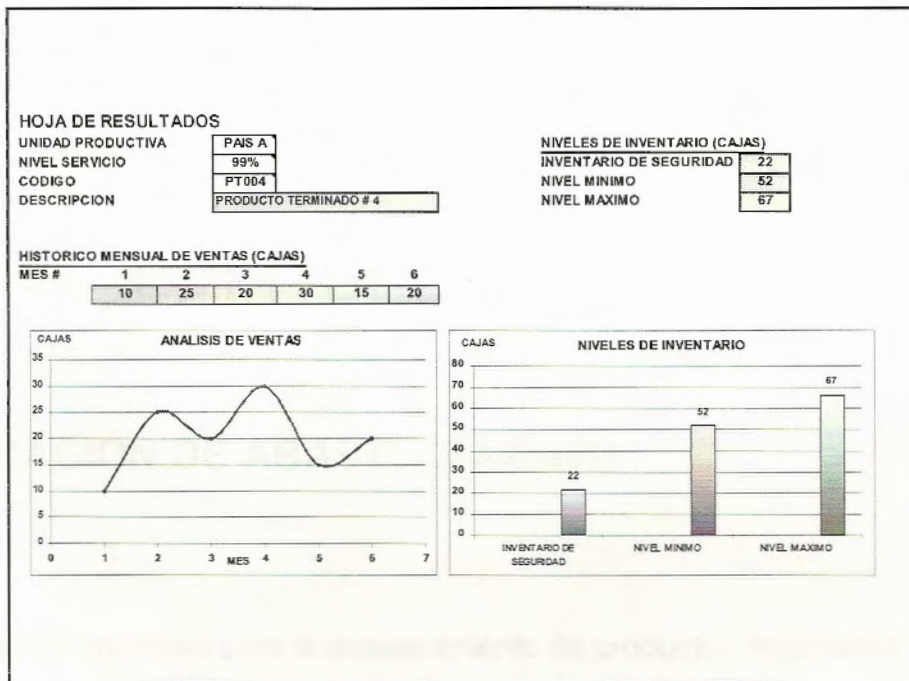 HOJA DE RESULTADOS
UNIDAD PRODUCTIVA PAIS A
NIVEL SERVICIO 99%
CODIGO PT004
DESCRIPCION PRODUCTO TERMINADO # 4
NIVELES DE INVENTARIO (CAJAS)
INVENTARIO DE SEGURIDAD 22
NIVEL MINIMO 52
NIVEL MAXIMO 67
HISTORICO MENSUAL DE VENTAS (CAJAS)
MES # 1 2 3 4 5 6
10 25 20 30 15 20
CAJAS ANALISIS DE VENTAS
35
30
25
20
15
10
5
0
0 1 2 3 4 5 6 7
MES
CAJAS NIVELES DE INVENTARIO
80
70
60
50
40
30
20
10
0
22
52
67
INVENTARIO DE
SEGURIDAD
NIVEL MINIMO
NIVEL MAXIMO